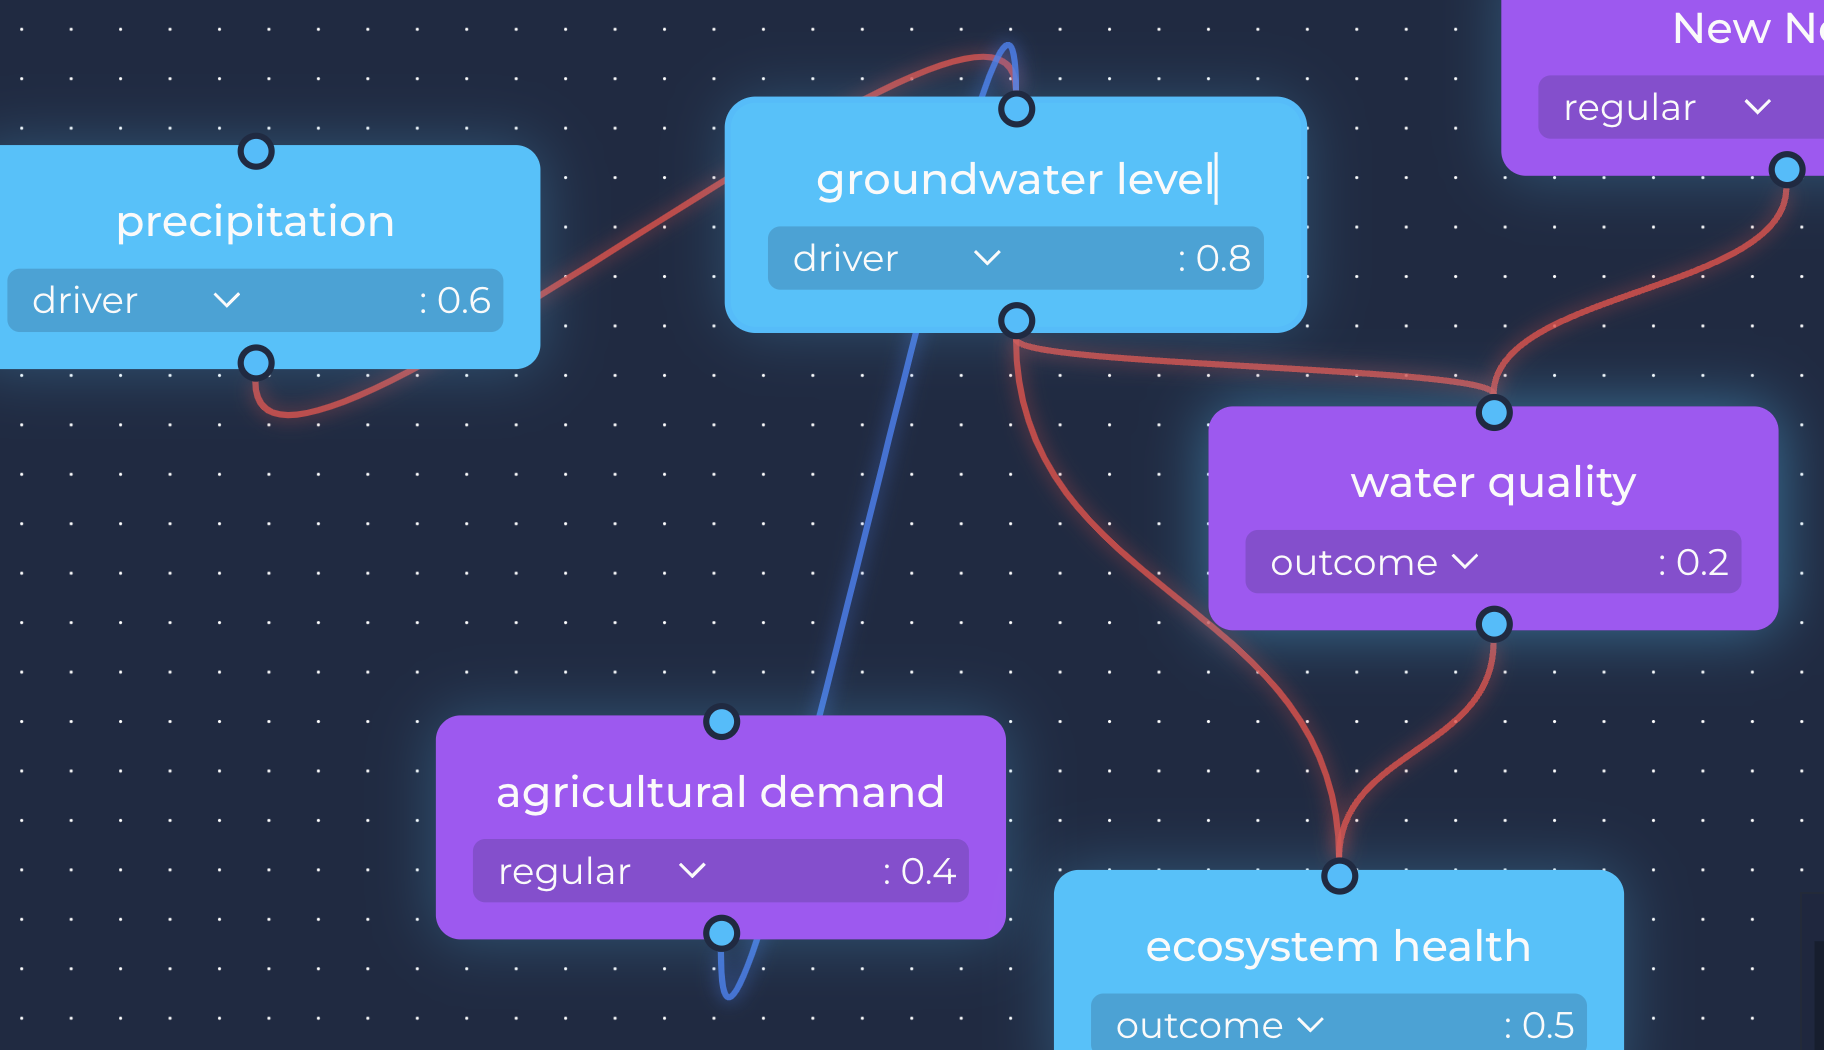 New
regular
groundwater level
driver : 0.8
precipitation
driver : 0.6
water quality
outcome : 0.2
agricultural demand
regular : 0.4
ecosystem health
outcome : 0.5